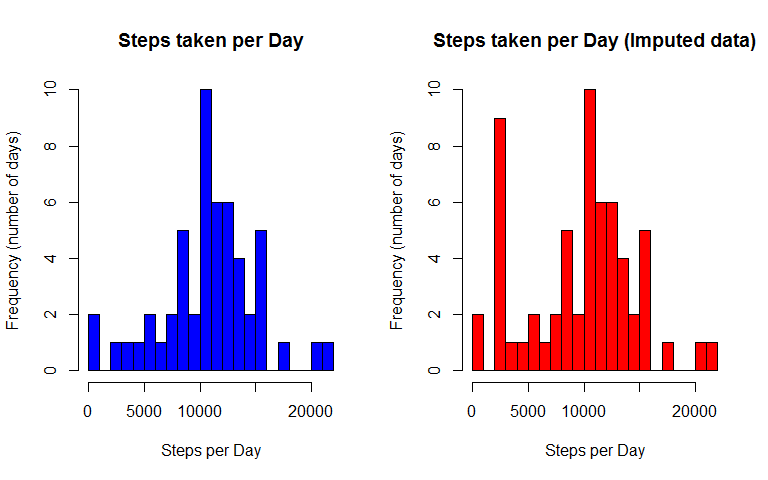 Steps taken per Day
Frequency (number of days)
0
2
4
6
8
10
0 5000 10000 20000
Steps per Day
Steps taken per Day (Imputed data)
Frequency (number of days)
0
2
4
6
8
10
0 5000 10000 20000
Steps per Day